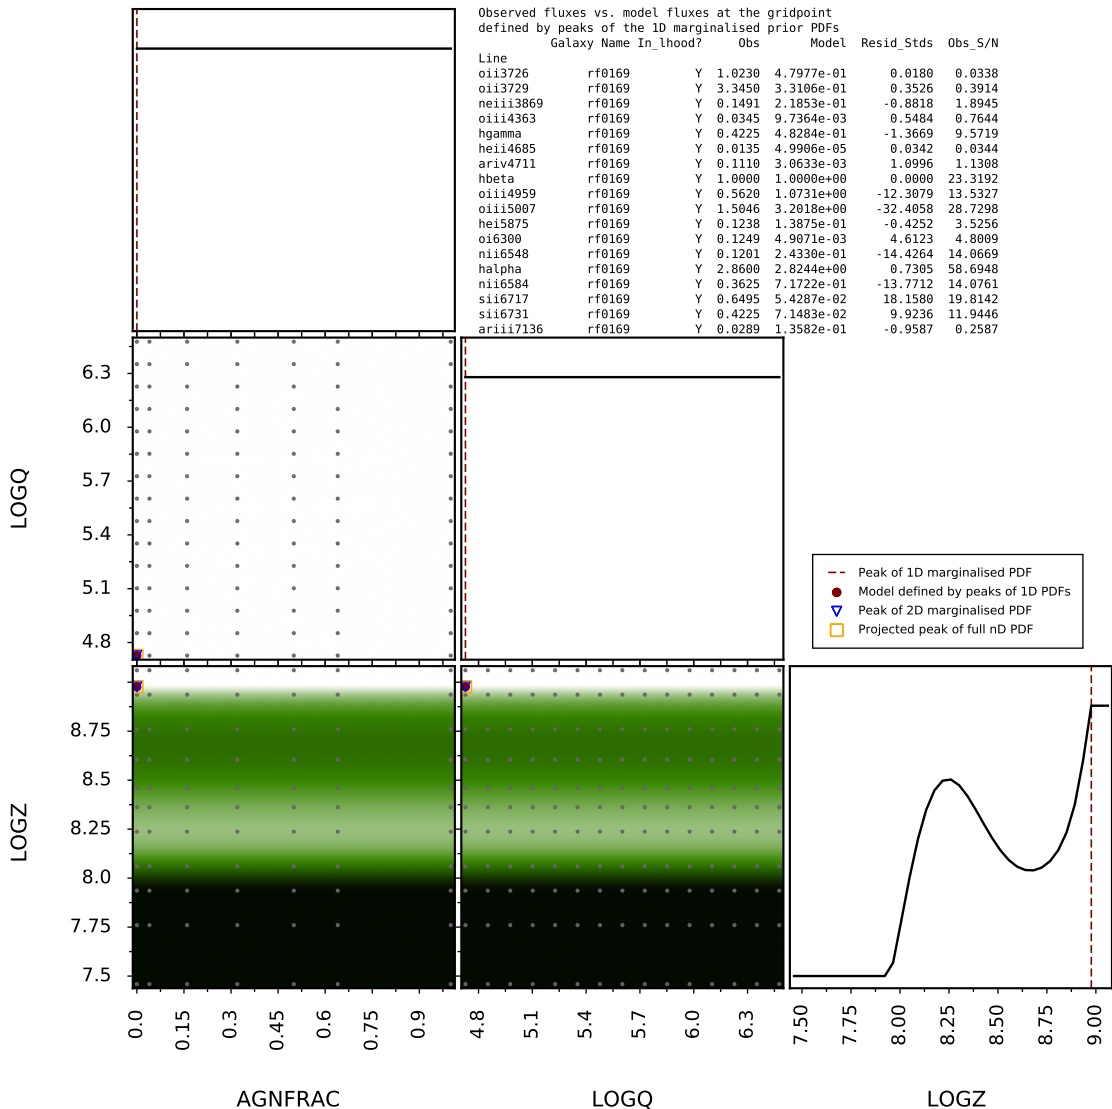 Observed fluxes vs. model fluxes at the gridpoint
defined by peaks of the 1D marginalised prior PDFs
Galaxy Name In_lhood? Obs Model Resid_Stds Obs_S/N
Line
oii3726 rf0169 Y 1.0230 4.7977e-01 0.0180 0.0338
oii3729 rf0169 Y 3.3450 3.3106e-01 0.3526 0.3914
neiii3869 rf0169 Y 0.1491 2.1853e-01 -0.8818 1.8945
oiii4363 rf0169 Y 0.0345 9.7364e-03 0.5484 0.7644
hgamma rf0169 Y 0.4225 4.8284e-01 -1.3669 9.5719
heii4685 rf0169 Y 0.0135 4.9906e-05 0.0342 0.0344
ariv4711 rf0169 Y 0.1110 3.0633e-03 1.0996 1.1308
hbeta rf0169 Y 1.0000 1.0000e+00 0.0000 23.3192
oiii4959 rf0169 Y 0.5620 1.0731e+00 -12.3079 13.5327
oiii5007 rf0169 Y 1.5046 3.2018e+00 -32.4058 28.7298
hei5875 rf0169 Y 0.1238 1.3875e-01 -0.4252 3.5256
oi6300 rf0169 Y 0.1249 4.9071e-03 4.6123 4.8009
nii6548 rf0169 Y 0.1201 2.4330e-01 -14.4264 14.0669
halpha rf0169 Y 2.8600 2.8244e+00 0.7305 58.6948
nii6584 rf0169 Y 0.3625 7.1722e-01 -13.7712 14.0761
sii6717 rf0169 Y 0.6495 5.4287e-02 18.1580 19.8142
sii6731 rf0169 Y 0.4225 7.1483e-02 9.9236 11.9446
ariii7136 rf0169 Y 0.0289 1.3582e-01 -0.9587 0.2587
6.3
6.0
5.7
5.4
5.1
4.8
LOGQ
Peak of 1D marginalised PDF
Model defined by peaks of 1D PDFs
Peak of 2D marginalised PDF
Projected peak of full nD PDF
8.75
8.5
8.25
8.0
7.75
7.5
LOGZ
0.0 0.15 0.3 0.45 0.6 0.75 0.9
4.8 5.1 5.4 5.7 6.0 6.3
7.50 7.75 8.00 8.25 8.50 8.75 9.00
AGNFRAC LOGQ LOGZ